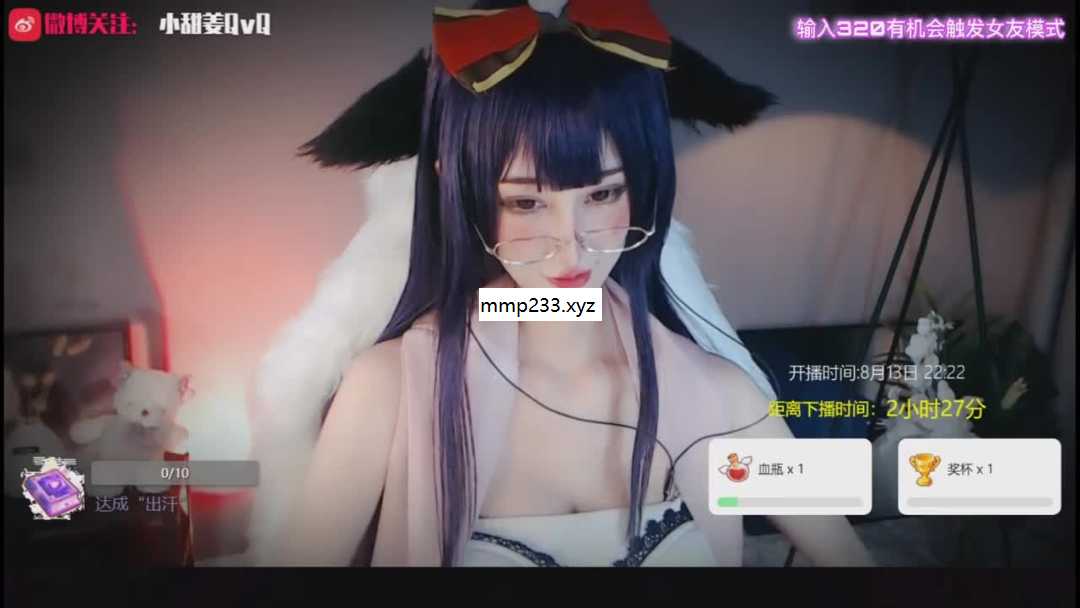 微博关注: 小甜姜QvQ
输入320有机会触发女友模式
mmp233.xyz
开播时间:8月13日 22:22
距离下播时间: 2小时27分
血瓶 x 1
奖杯 x 1
0/10
达成“出汗”